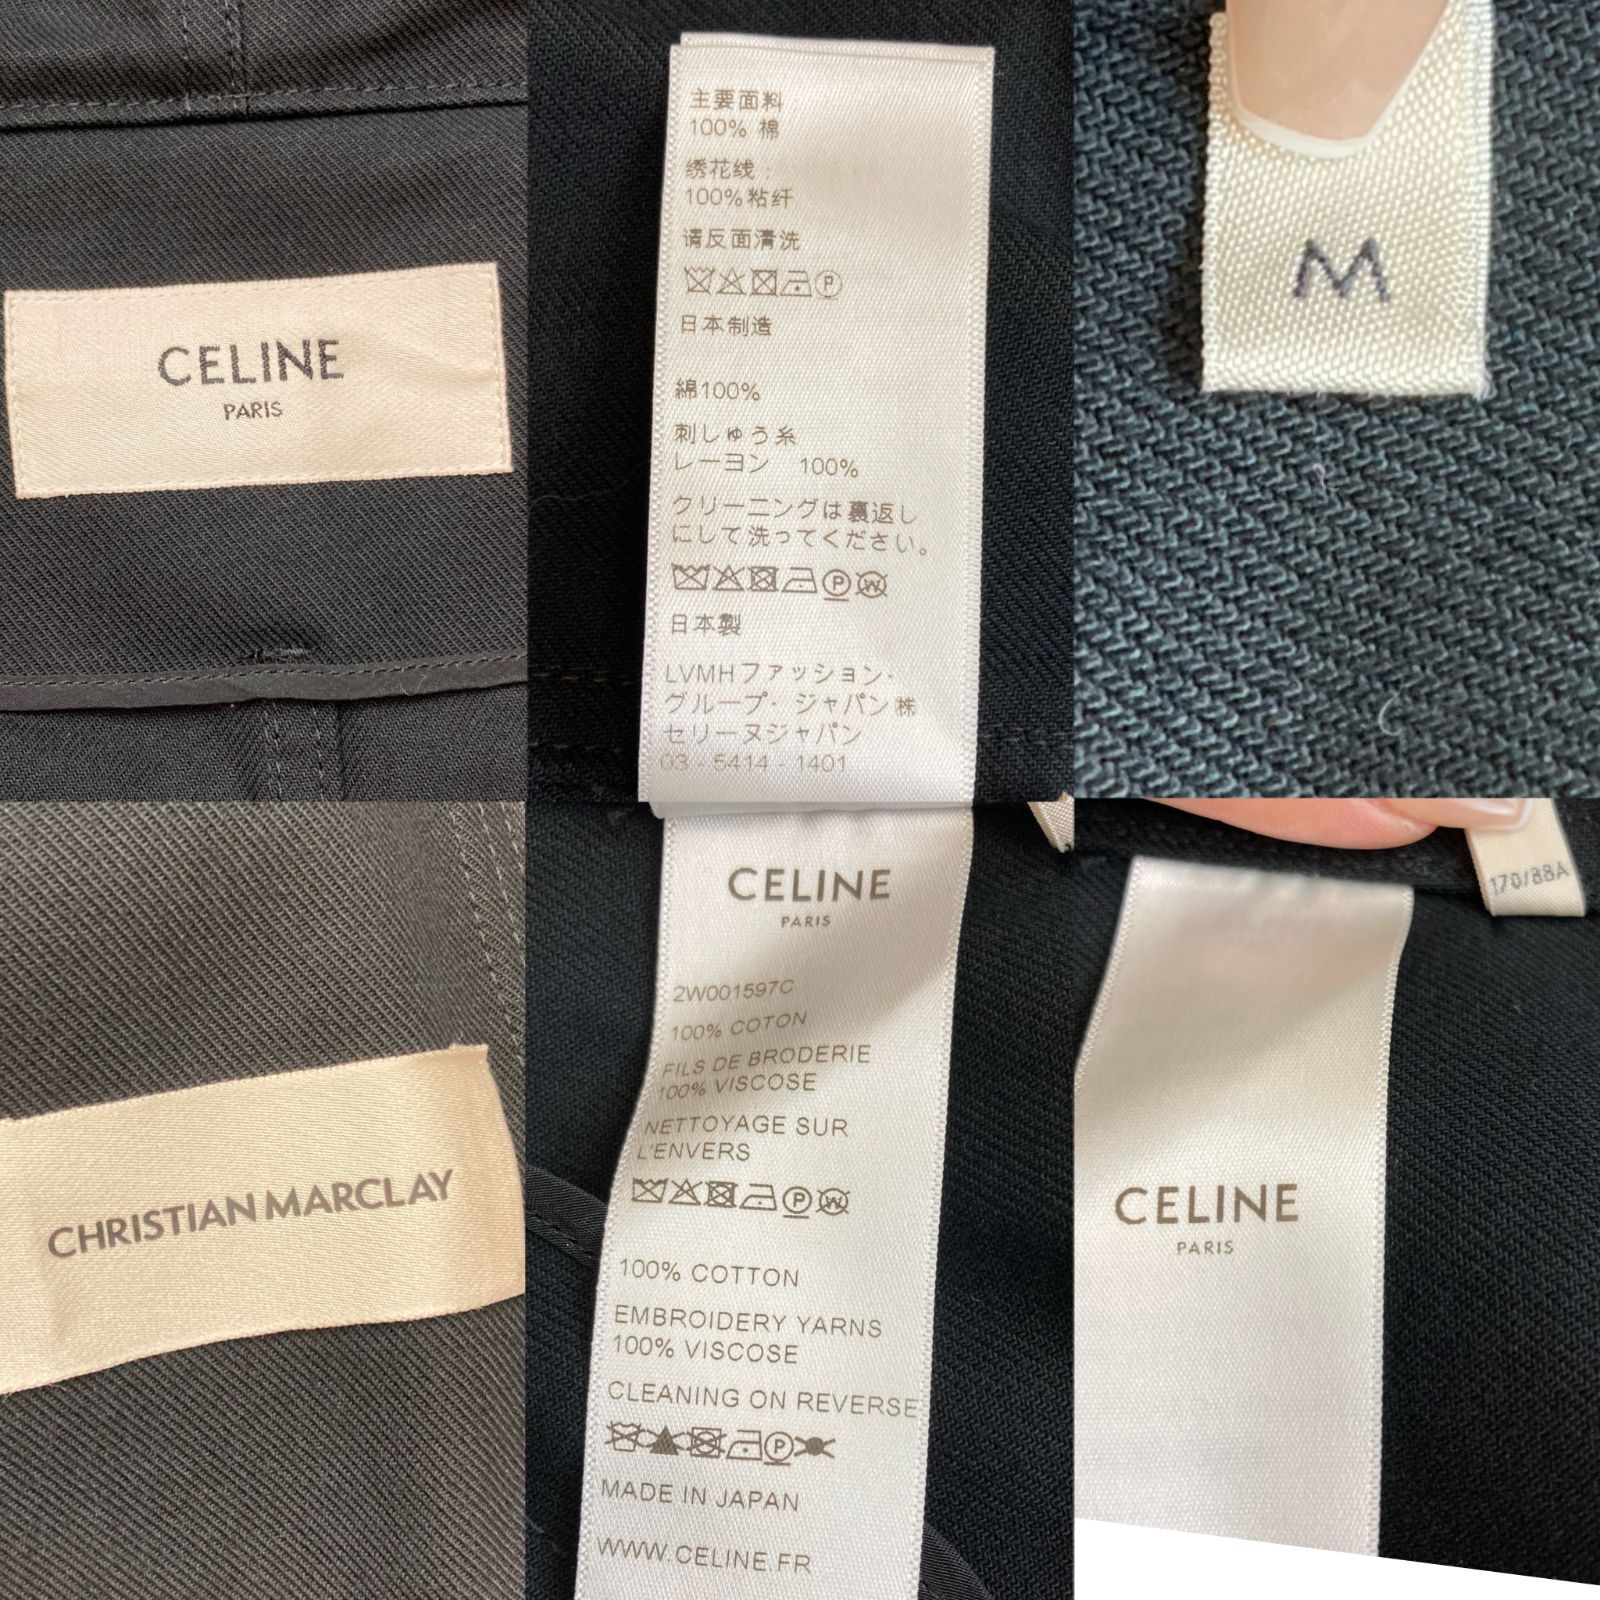 CELINE
PARIS
主要面料
100% 棉
绣花线:
100%粘纤
请反面清洗
P
日本制造
綿100%
刺しゅう糸
レーヨン 100%
クリーニングは裏返し
にして洗ってください。
P W
日本製
LVMHファッション・
グループ・ジャパン㈱
セリーヌジャパン
03 - 5414 - 1401
M
CHRISTIAN MARCLAY
CELINE
PARIS
2W001597C
100% COTON
FILS DE BRODERIE
100% VISCOSE
NETTOYAGE SUR
L'ENVERS
P W
100% COTTON
EMBROIDERY YARNS
100% VISCOSE
CLEANING ON REVERSE
P
MADE IN JAPAN
WWW.CELINE.FR
170/88A
CELINE
PARIS